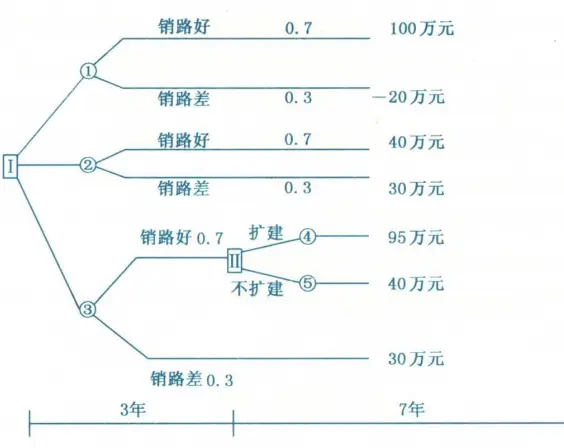 销路好 0.7 100万元
①
销路差 0.3 -20万元
销路好 0.7 40万元
Ⅰ ②
销路差 0.3 30万元
销路好0.7 扩建 ④ 95万元
Ⅱ
不扩建 ⑤ 40万元
③
30万元
销路差0.3
3年 7年